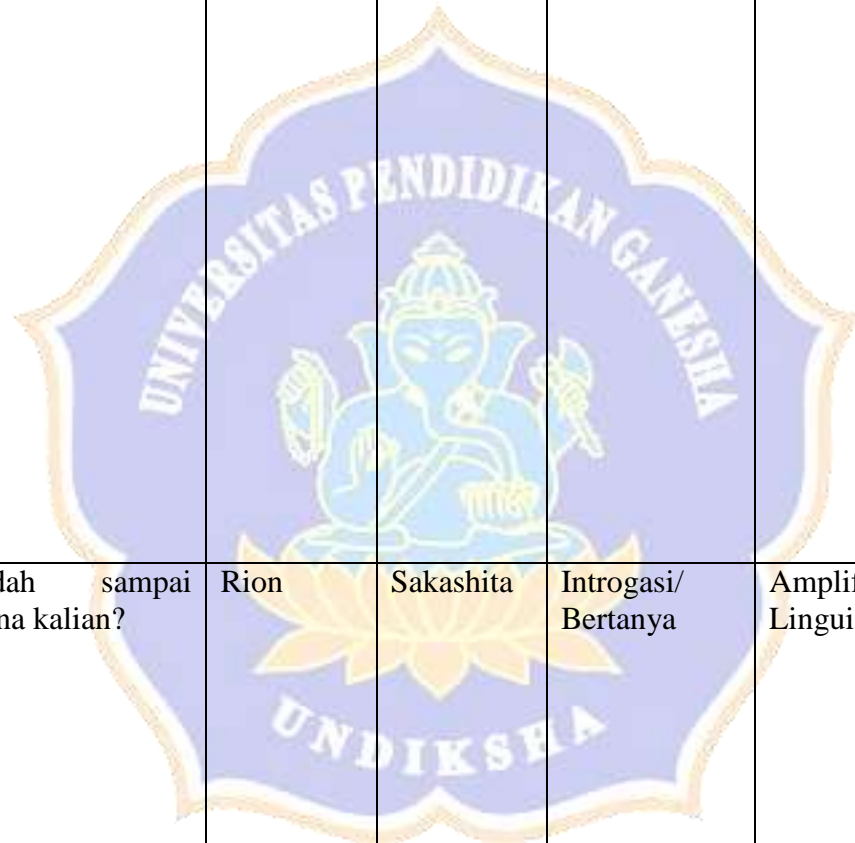 UNIVERSITAS PENDIDIKAN GANESHA
sampai
kalian?
Rion
Sakashita
Introgasi/
Bertanya
UNDIKSHA